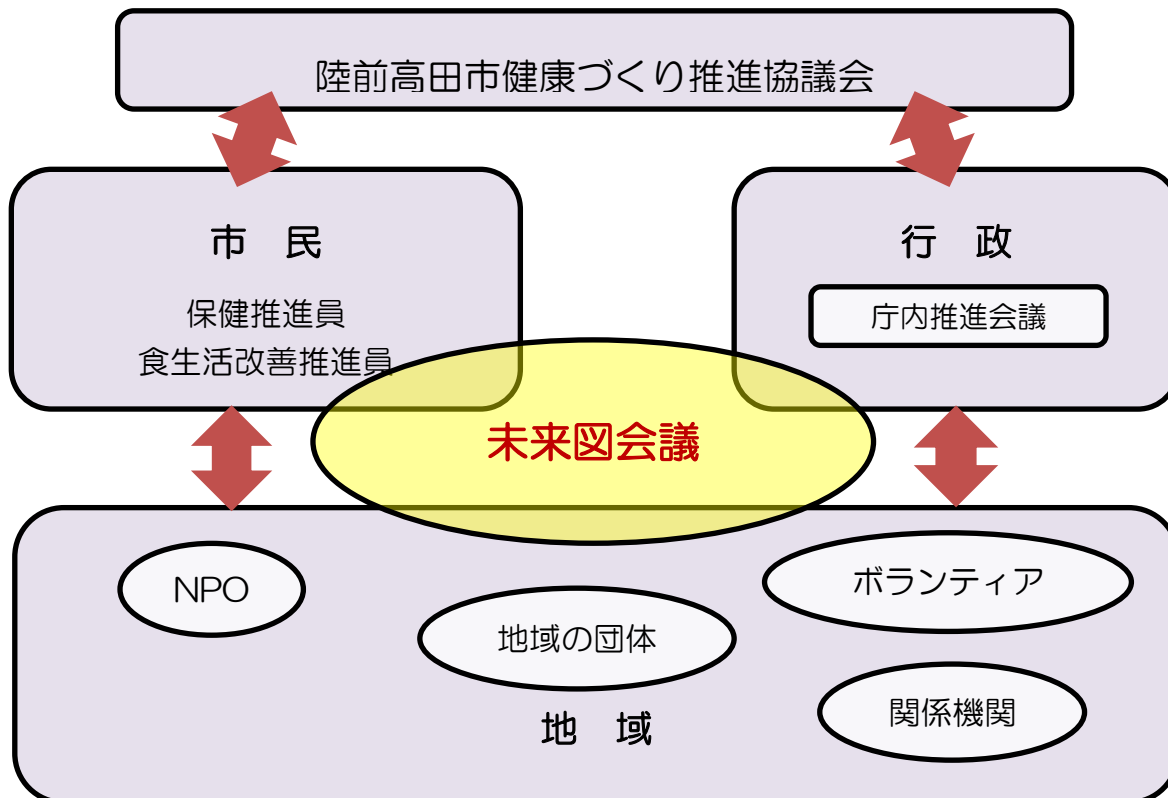 陸前高田市健康づくり推進協議会
市　民
保健推進員
食生活改善推進員
行　政
庁内推進会議
未来図会議
NPO
地域の団体
ボランティア
関係機関
地　域